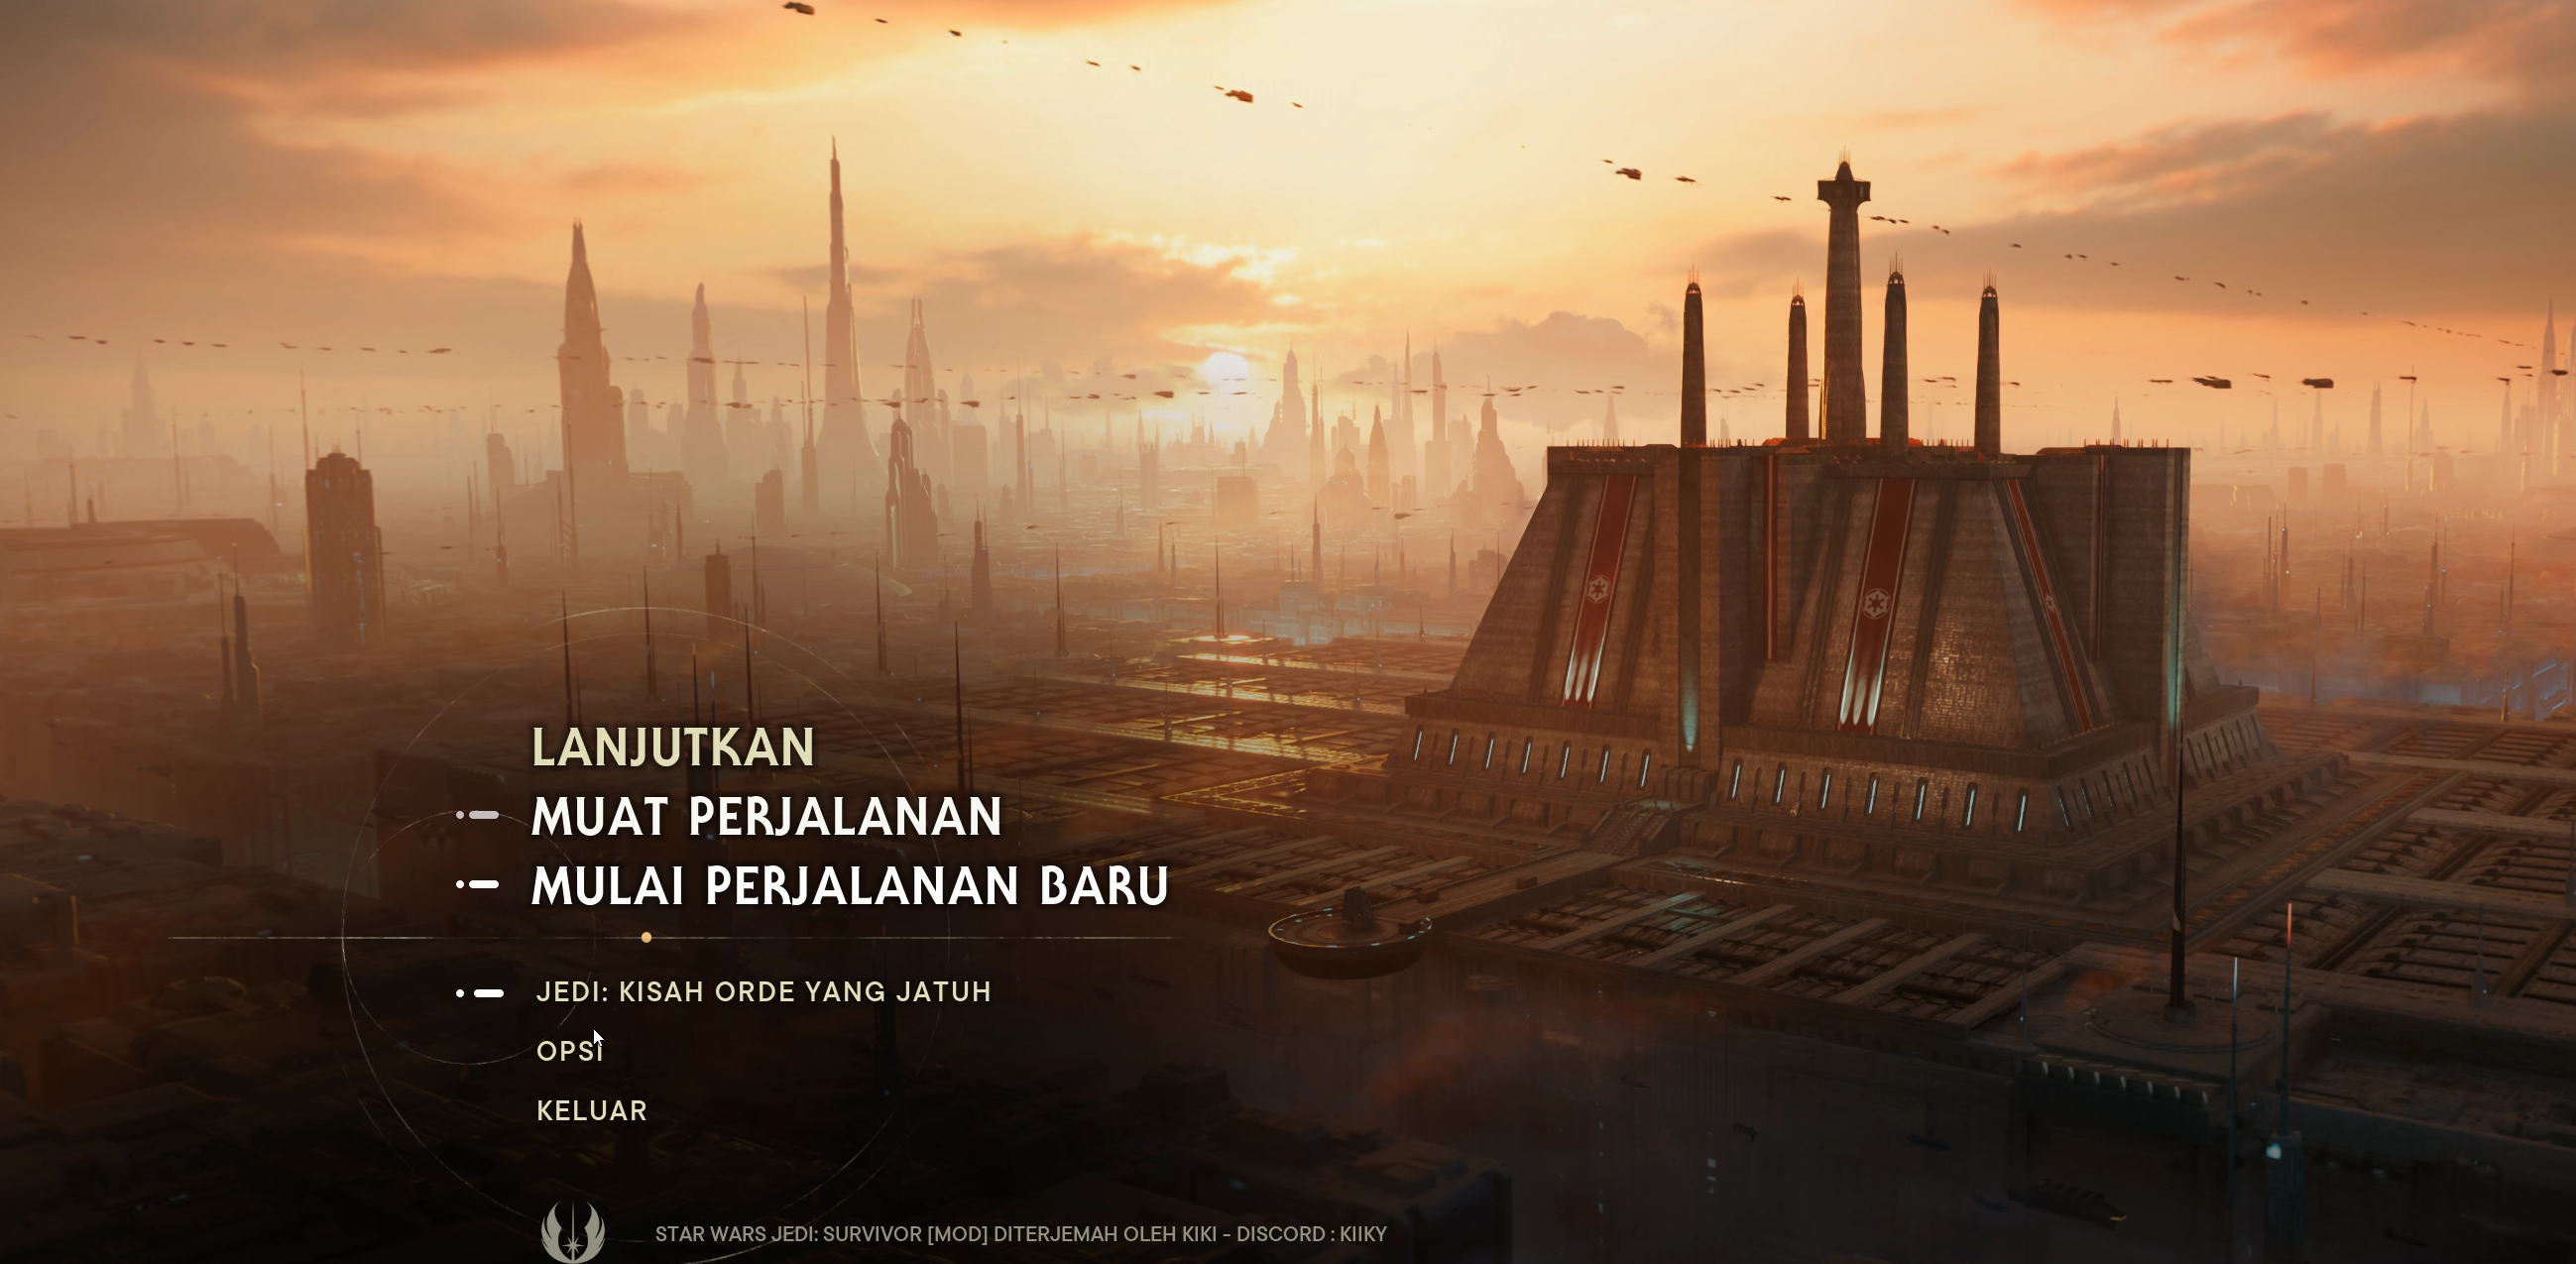 LANJUTKAN
MUAT PERJALANAN
MULAI PERJALANAN BARU
JEDI: KISAH ORDE YANG JATUH
OPSI
KELUAR
STAR WARS JEDI: SURVIVOR [MOD] DITERJEMAH OLEH KIKI - DISCORD : KIIKY